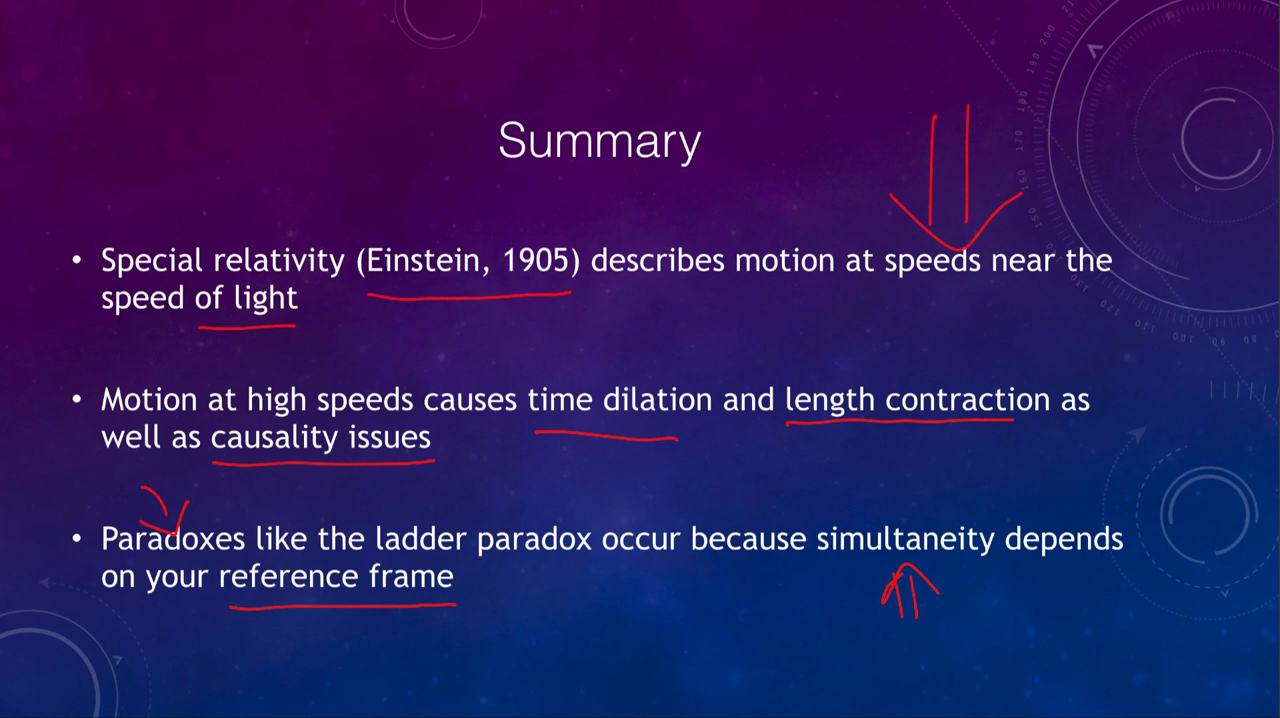 Summary
• Special relativity (Einstein, 1905) describes motion at speeds near the
speed of light
• Motion at high speeds causes time dilation and length contraction as
well as causality issues
• Paradoxes like the ladder paradox occur because simultaneity depends
on your reference frame